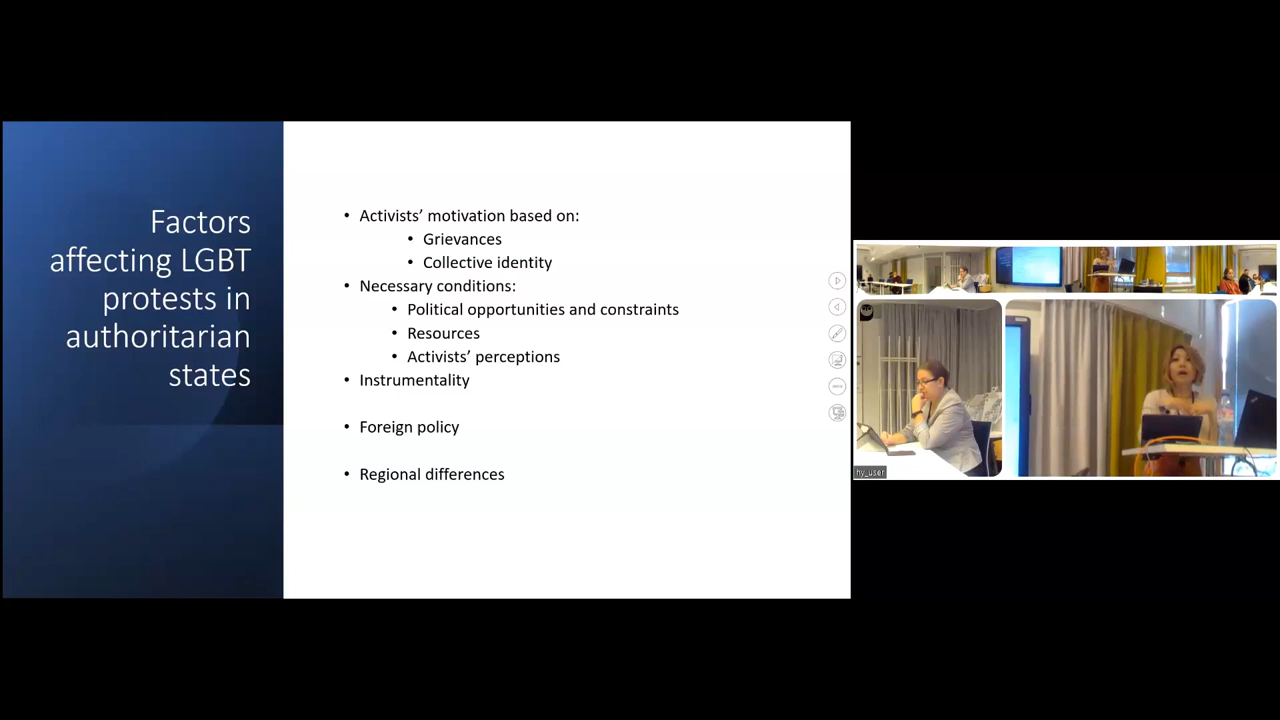 Factors
affecting LGBT
protests in
authoritarian
states
• Activists’ motivation based on:
• Grievances
• Collective identity
• Necessary conditions:
• Political opportunities and constraints
• Resources
• Activists’ perceptions
• Instrumentality
• Foreign policy
• Regional differences
hy_user